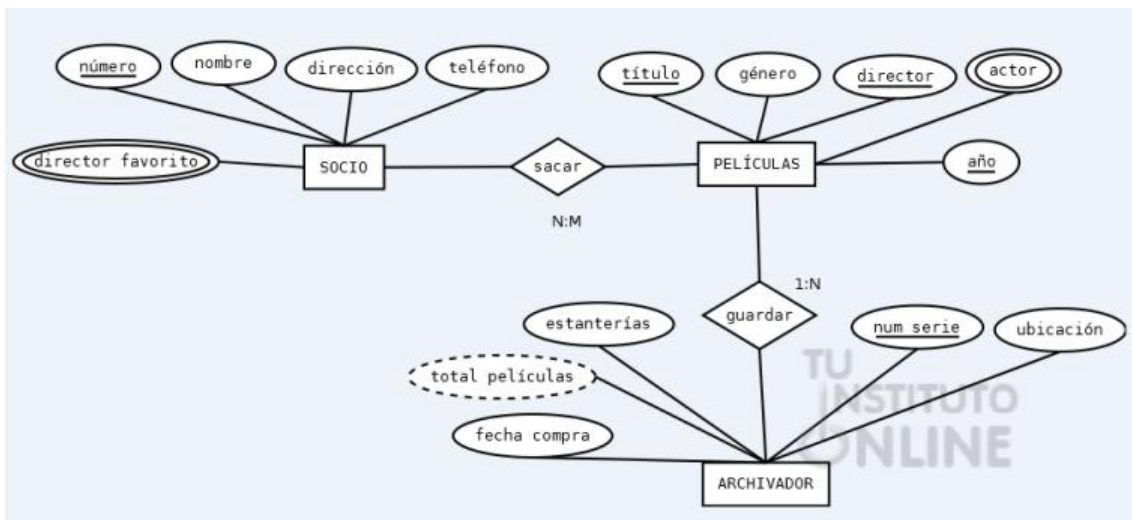 número
nombre
dirección
teléfono
título
género
director
actor
director favorito
SOCIO
sacar
PELÍCULAS
año
N:M
1:N
guardar
estanterías
num serie
ubicación
total películas
fecha compra
TU
INSTITUTO
ONLINE
ARCHIVADOR